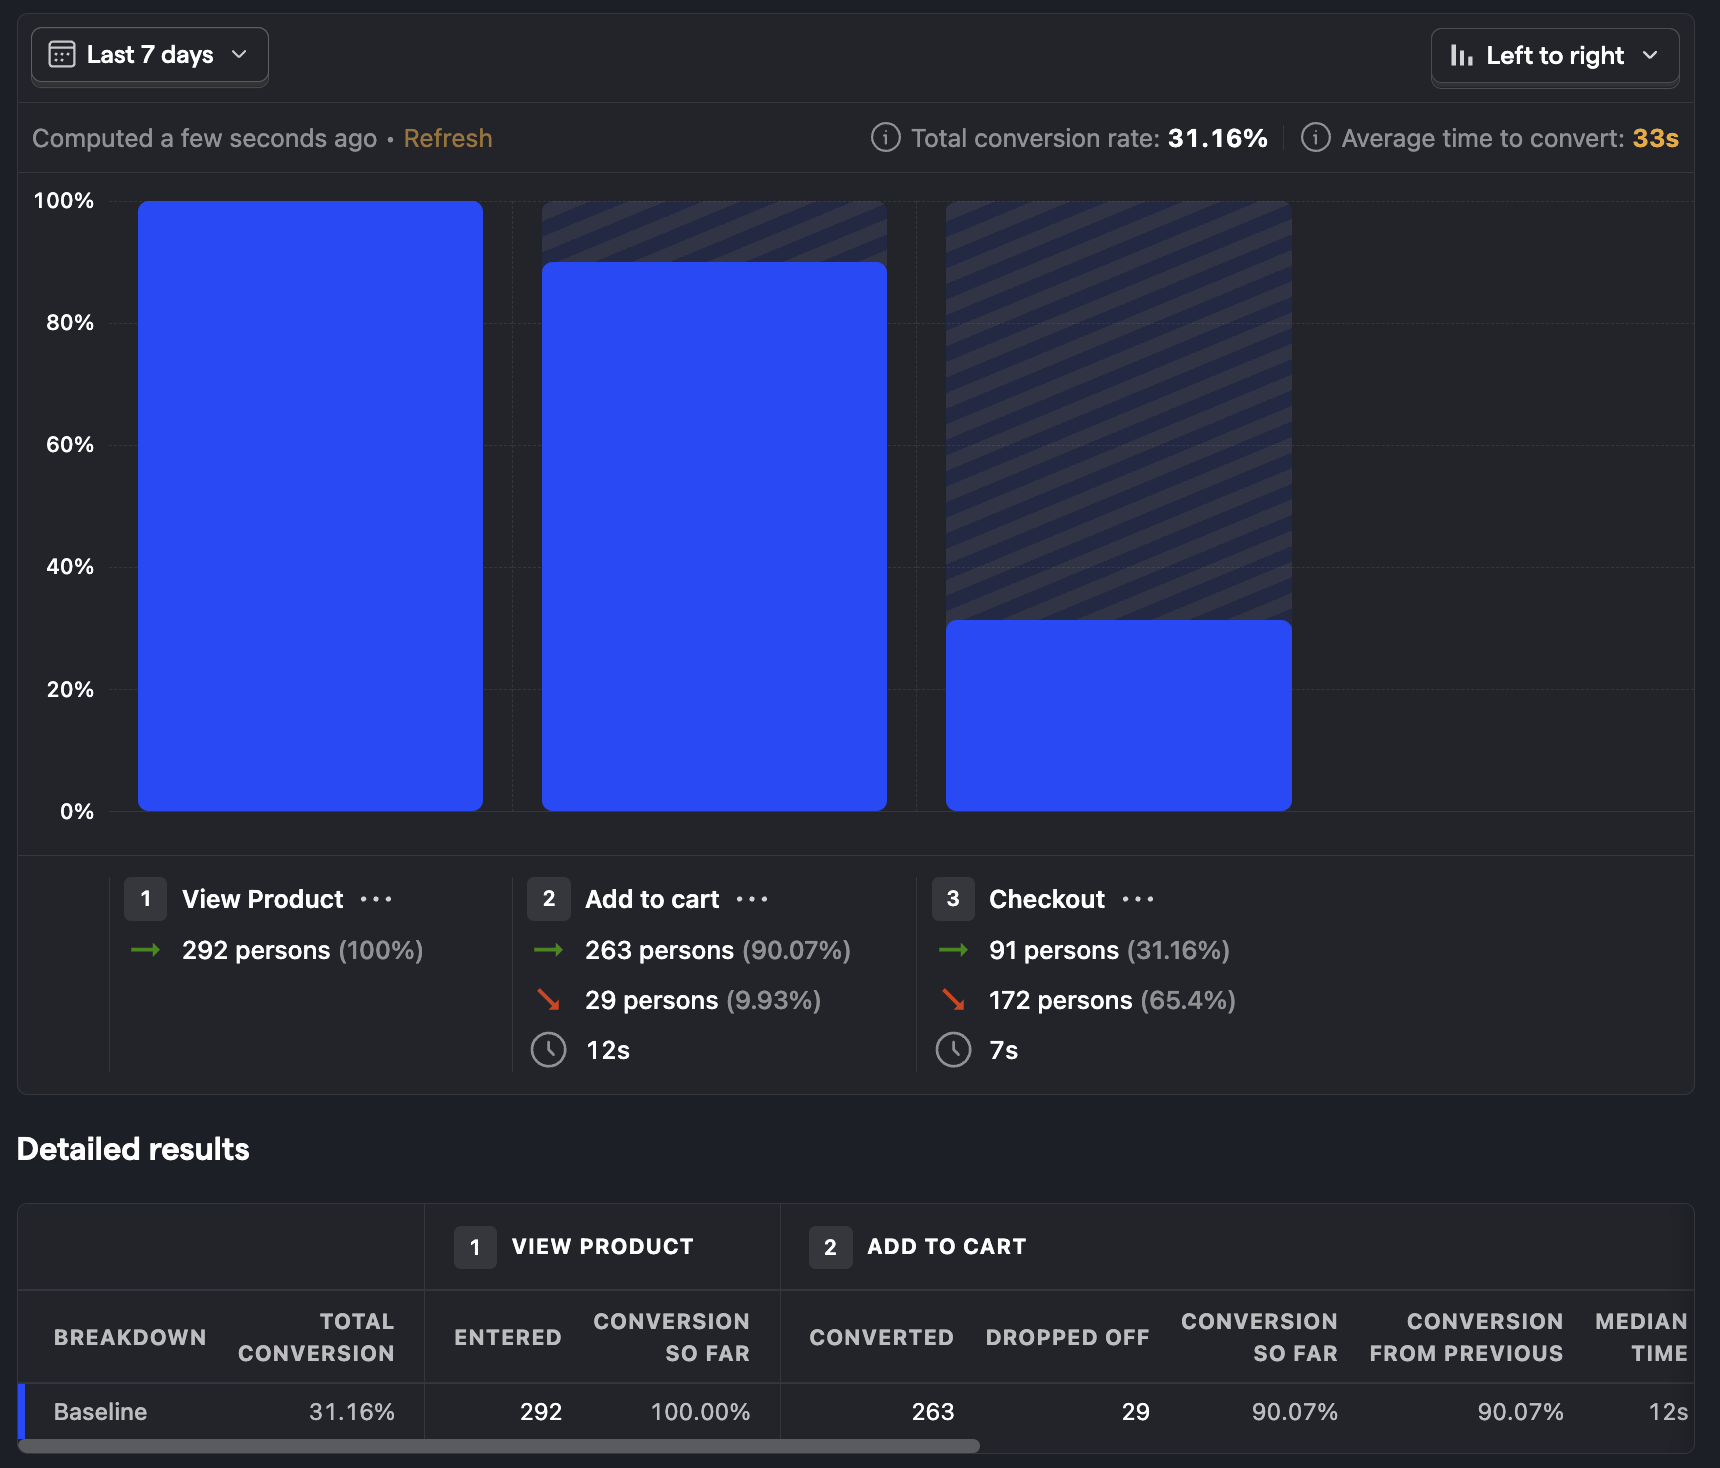 Last 7 days
Left to right
Computed a few seconds ago • Refresh
Total conversion rate: 31.16%
Average time to convert: 33s
100%
80%
60%
40%
20%
0%
1 View Product ···
292 persons (100%)
2 Add to cart ···
263 persons (90.07%)
29 persons (9.93%)
12s
3 Checkout ···
91 persons (31.16%)
172 persons (65.4%)
7s
Detailed results
1 VIEW PRODUCT
2 ADD TO CART
BREAKDOWN
TOTAL
CONVERSION
ENTERED
CONVERSION
SO FAR
CONVERTED
DROPPED OFF
CONVERSION
SO FAR
CONVERSION
FROM PREVIOUS
MEDIAN
TIME
Baseline 31.16% 292 100.00% 263 29 90.07% 90.07% 12s